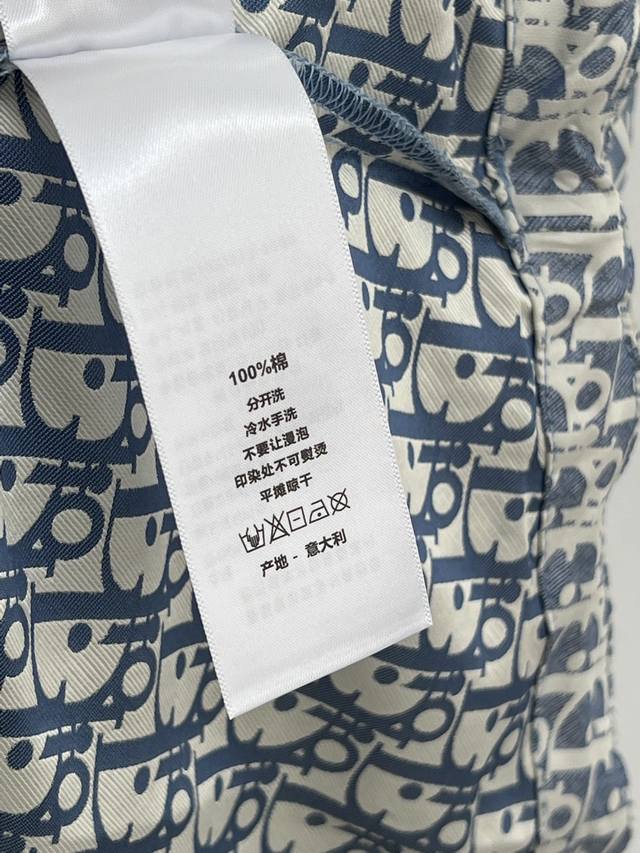 100%棉
分开洗
冷水手洗
不要让漫泡
印染处不可熨烫
平摊晾干
产地 - 意大利